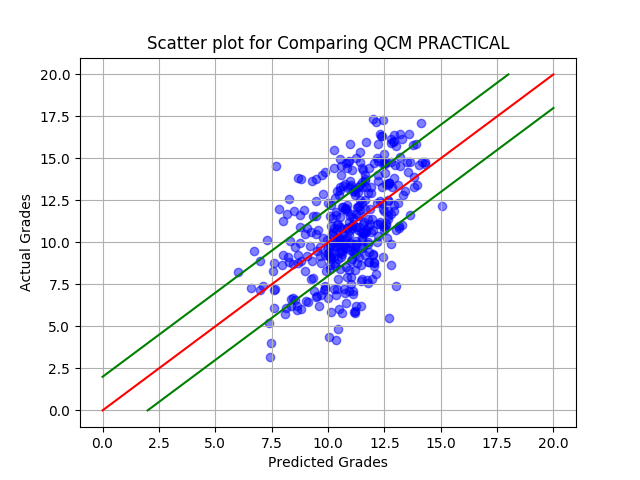 Scatter plot for Comparing QCM PRACTICAL
20.0
17.5
15.0
12.5
10.0
7.5
5.0
2.5
0.0
Actual Grades
0.0 2.5 5.0 7.5 10.0 12.5 15.0 17.5 20.0
Predicted Grades